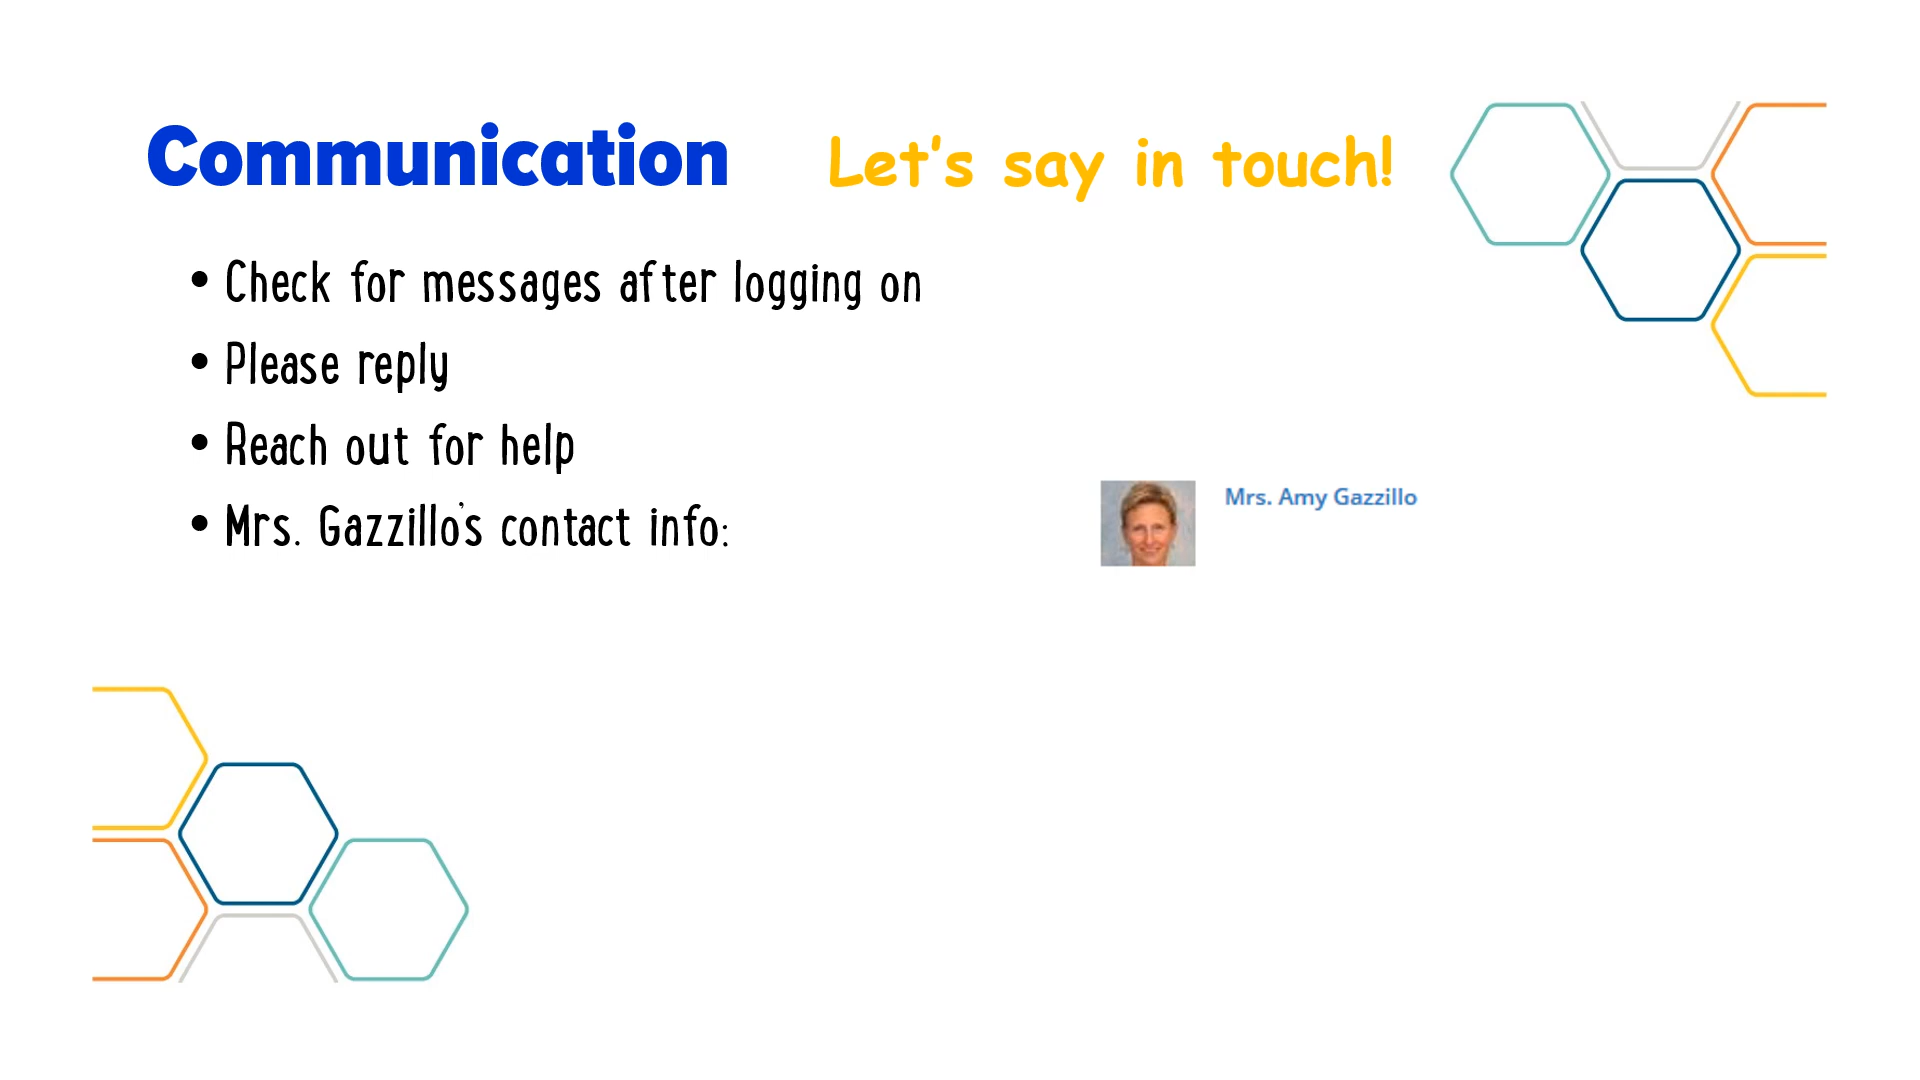 Communication
Let's say in touch!
• Check for messages after logging on
• Please reply
• Reach out for help
• Mrs. Gazzillo's contact info:
Mrs. Amy Gazzillo